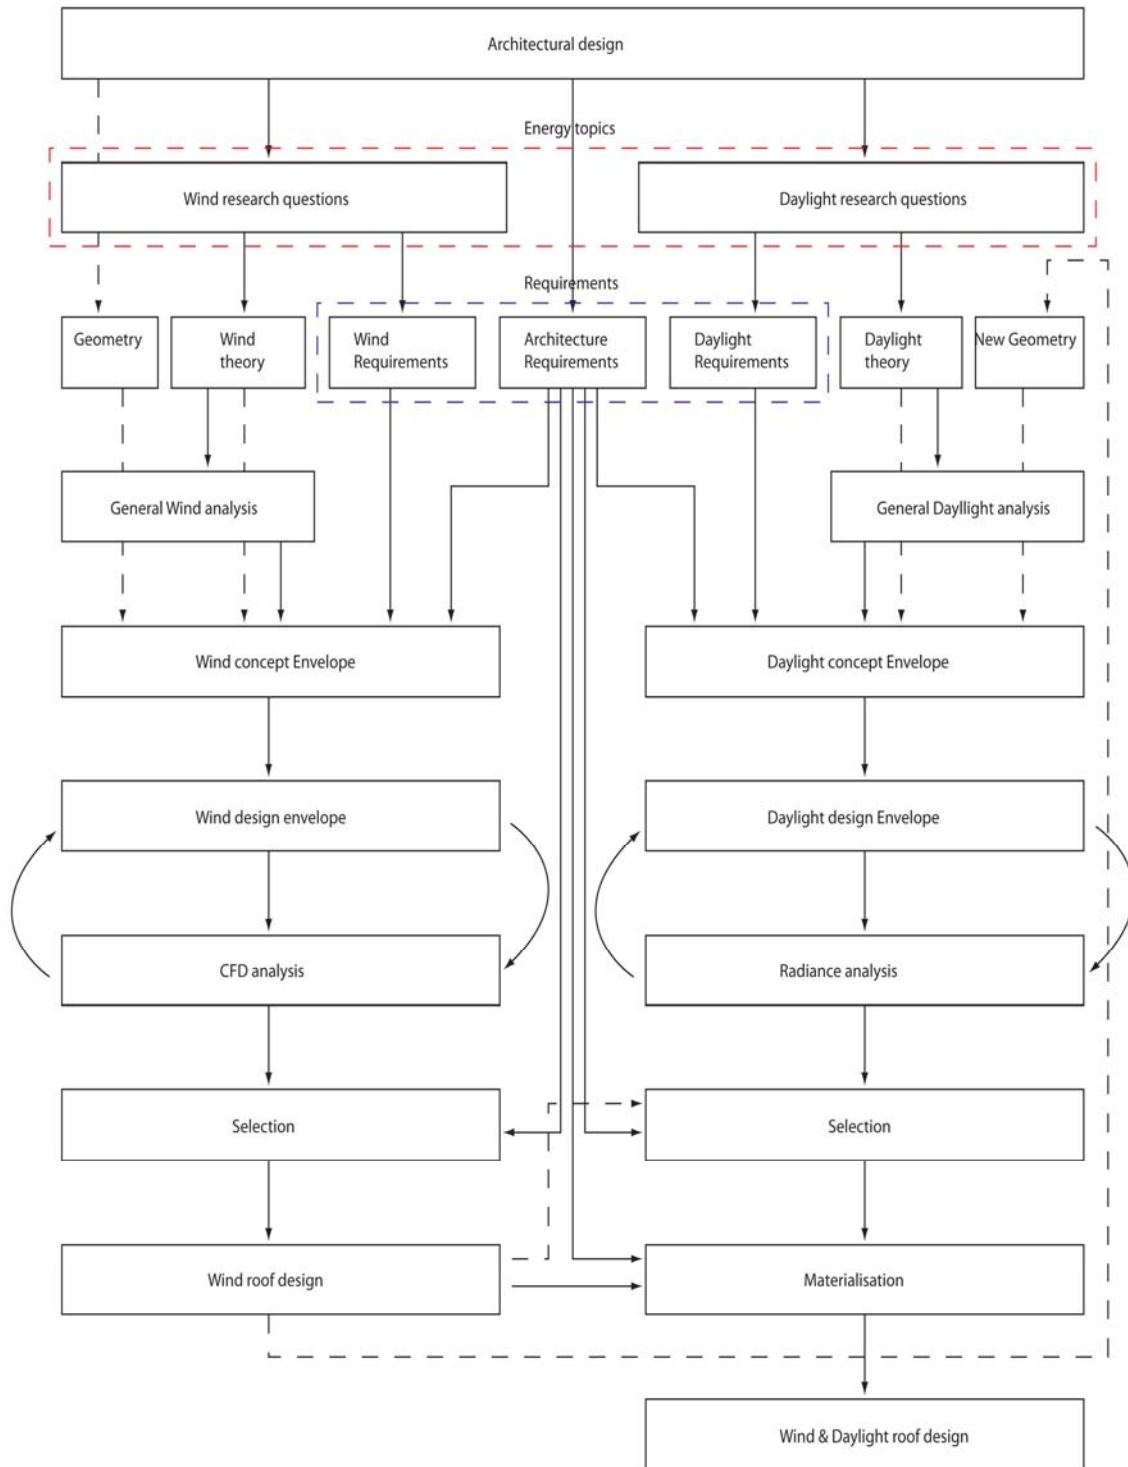 Architectural design
Energy topics
Wind research questions
Daylight research questions
Requirements
Geometry
Wind
theory
Wind
Requirements
Architecture
Requirements
Daylight
Requirements
Daylight
theory
New Geometry
General Wind analysis
General Dayllight analysis
Wind concept Envelope
Daylight concept Envelope
Wind design envelope
Daylight design Envelope
CFD analysis
Radiance analysis
Selection
Selection
Wind roof design
Materialisation
Wind & Daylight roof design